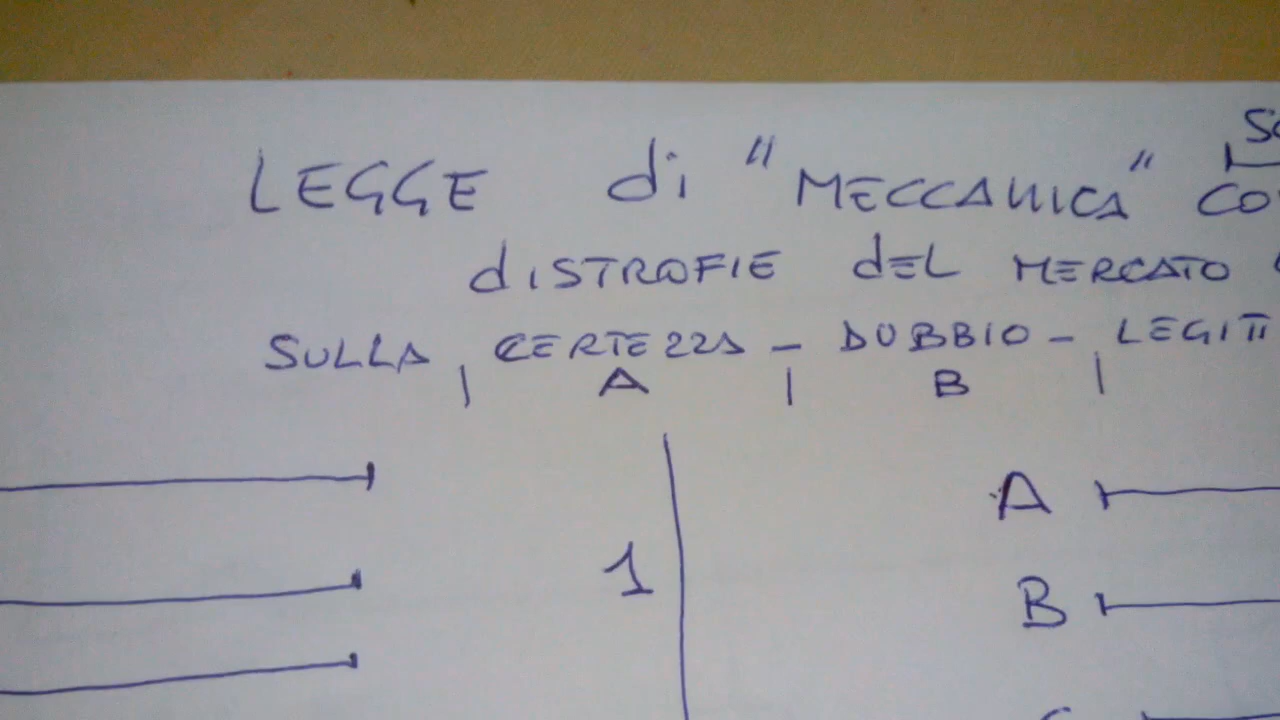 LEGGE di "MECCANICA"
diSTROFIE dEL MERCATO
SULLA | CERTEZZA - DUBBIO -
A | B |
A
1
B